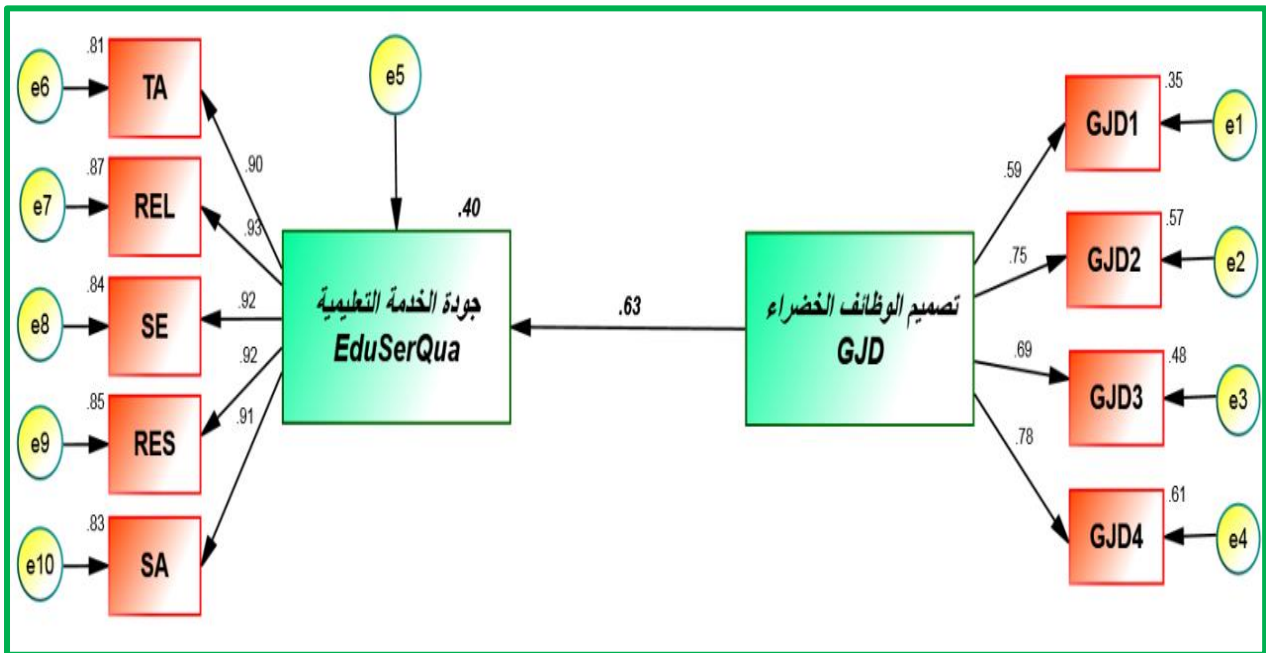 .81
e6
TA
e5
.35
GJD1
e1
.90
.59
.87
e7
REL
.93
.40
.57
GJD2
e2
.75
.84
e8
SE
.92
جودة الخدمة التعليمية
EduSerQua
.63
تصميم الوظائف الخضراء
GJD
.69
.48
GJD3
e3
.92
.85
e9
RES
.91
.78
.61
GJD4
e4
.83
e10
SA